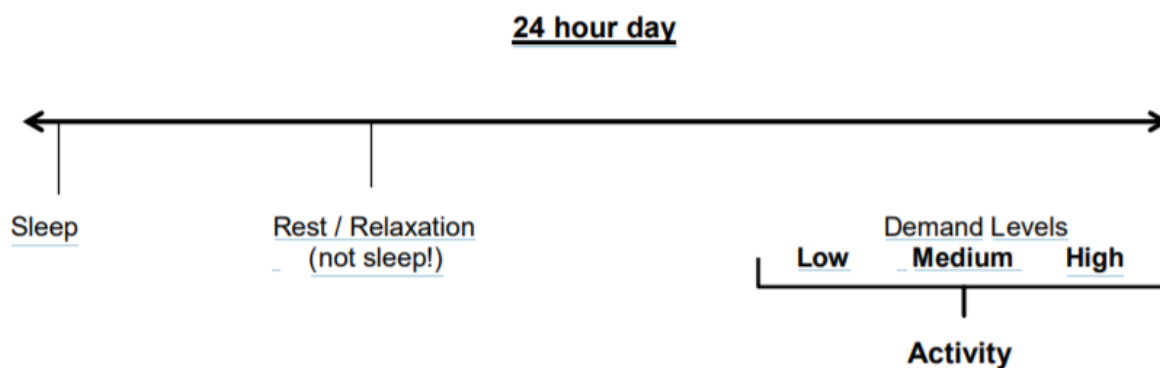 24 hour day
Sleep
Rest / Relaxation
(not sleep!)
Demand Levels
Low Medium High
Activity